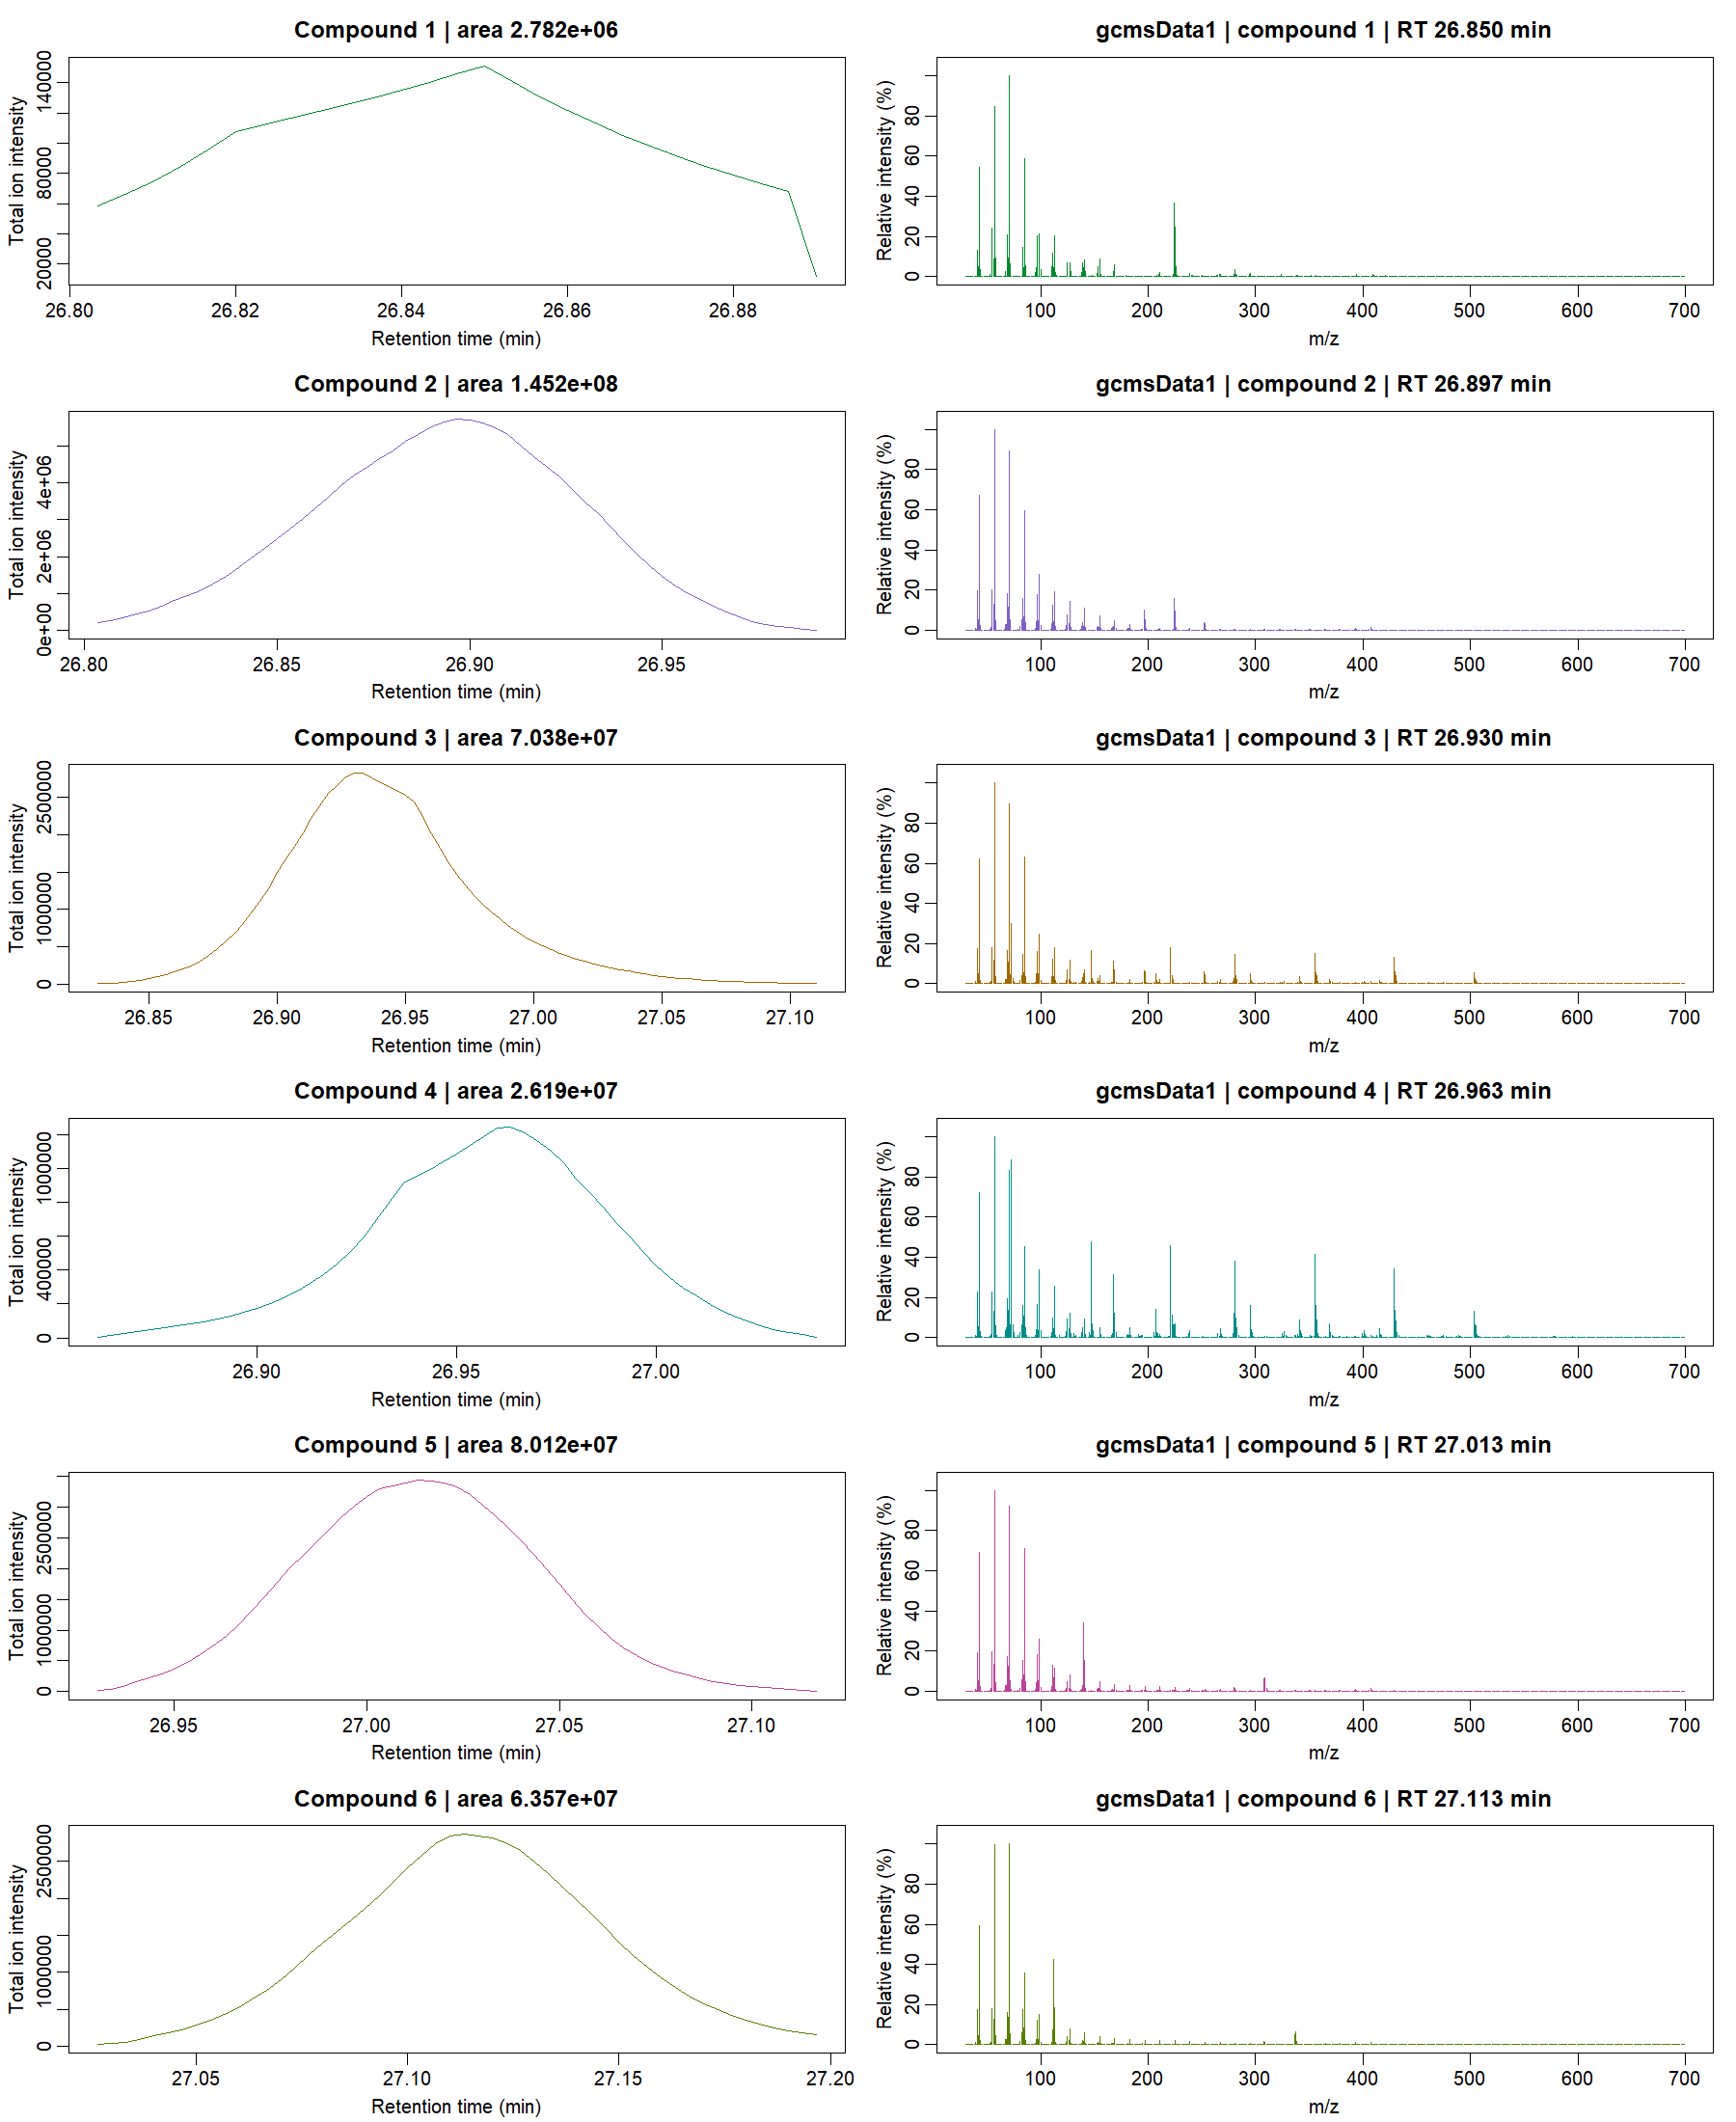 Compound 1 | area 2.782e+06
Total ion intensity
20000 80000 140000
26.80 26.82 26.84 26.86 26.88
Retention time (min)
gcmsData1 | compound 1 | RT 26.850 min
Relative intensity (%)
0 20 40 60 80
100 200 300 400 500 600 700
m/z
Compound 2 | area 1.452e+08
Total ion intensity
0e+00 2e+06 4e+06
26.80 26.85 26.90 26.95
Retention time (min)
gcmsData1 | compound 2 | RT 26.897 min
Relative intensity (%)
0 20 40 60 80
100 200 300 400 500 600 700
m/z
Compound 3 | area 7.038e+07
Total ion intensity
0 1000000 2500000
26.85 26.90 26.95 27.00 27.05 27.10
Retention time (min)
gcmsData1 | compound 3 | RT 26.930 min
Relative intensity (%)
0 20 40 60 80
100 200 300 400 500 600 700
m/z
Compound 4 | area 2.619e+07
Total ion intensity
0 400000 1000000
26.90 26.95 27.00
Retention time (min)
gcmsData1 | compound 4 | RT 26.963 min
Relative intensity (%)
0 20 40 60 80
100 200 300 400 500 600 700
m/z
Compound 5 | area 8.012e+07
Total ion intensity
0 1000000 2500000
26.95 27.00 27.05 27.10
Retention time (min)
gcmsData1 | compound 5 | RT 27.013 min
Relative intensity (%)
0 20 40 60 80
100 200 300 400 500 600 700
m/z
Compound 6 | area 6.357e+07
Total ion intensity
0 1000000 2500000
27.05 27.10 27.15 27.20
Retention time (min)
gcmsData1 | compound 6 | RT 27.113 min
Relative intensity (%)
0 20 40 60 80
100 200 300 400 500 600 700
m/z